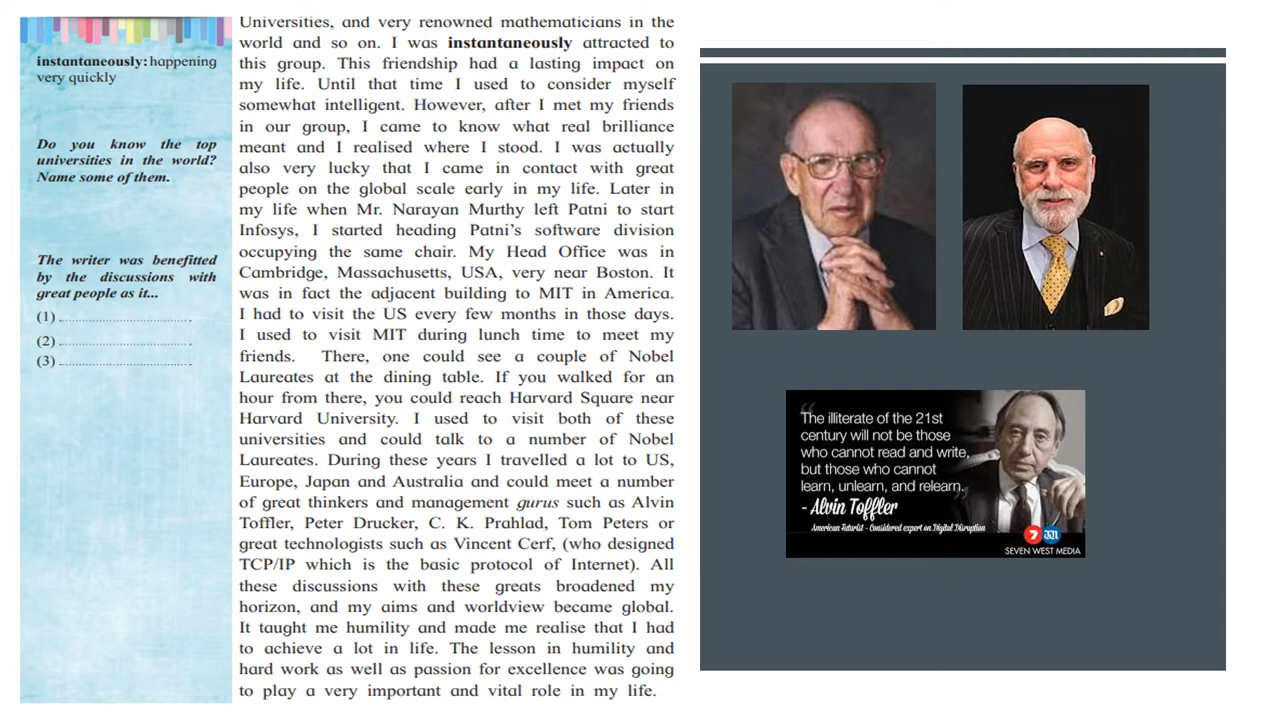 instantaneously: happening
very quickly
Do you know the top
universities in the world?
Name some of them.
The writer was benefitted
by the discussions with
great people as it...
(1) ..........................................
(2) ..........................................
(3) ..........................................
Universities, and very renowned mathematicians in the
world and so on. I was instantaneously attracted to
this group. This friendship had a lasting impact on
my life. Until that time I used to consider myself
somewhat intelligent. However, after I met my friends
in our group, I came to know what real brilliance
meant and I realised where I stood. I was actually
also very lucky that I came in contact with great
people on the global scale early in my life. Later in
my life when Mr. Narayan Murthy left Patni to start
Infosys, I started heading Patni's software division
occupying the same chair. My Head Office was in
Cambridge, Massachusetts, USA, very near Boston. It
was in fact the adjacent building to MIT in America.
I had to visit the US every few months in those days.
I used to visit MIT during lunch time to meet my
friends. There, one could see a couple of Nobel
Laureates at the dining table. If you walked for an
hour from there, you could reach Harvard Square near
Harvard University. I used to visit both of these
universities and could talk to a number of Nobel
Laureates. During these years I travelled a lot to US,
Europe, Japan and Australia and could meet a number
of great thinkers and management gurus such as Alvin
Toffler, Peter Drucker, C. K. Prahlad, Tom Peters or
great technologists such as Vincent Cerf, (who designed
TCP/IP which is the basic protocol of Internet). All
these discussions with these greats broadened my
horizon, and my aims and worldview became global.
It taught me humility and made me realise that I had
to achieve a lot in life. The lesson in humility and
hard work as well as passion for excellence was going
to play a very important and vital role in my life.
“
The illiterate of the 21st
century will not be those
who cannot read and write,
but those who cannot
learn, unlearn, and relearn.
- Alvin Toffler
American Futurist - Considered expert on Digital Disruption
7
SEVEN WEST MEDIA